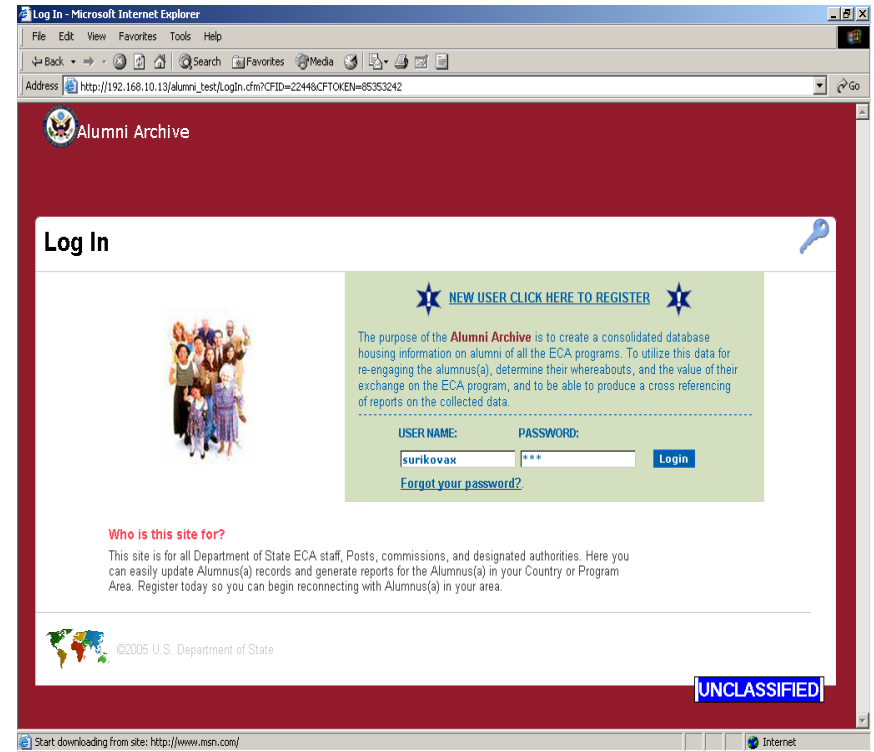 Log In - Microsoft Internet Explorer
File Edit View Favorites Tools Help
Back Search Favorites Media
Address http://192.168.10.13/alumni_test/LogIn.cfm?CFID=2244&CFTOKEN=85353242 Go
Alumni Archive
Log In
NEW USER CLICK HERE TO REGISTER
The purpose of the Alumni Archive is to create a consolidated database
housing information on alumni of all the ECA programs. To utilize this data for
re-engaging the alumnus(a), determine their whereabouts, and the value of their
exchange on the ECA program, and to be able to produce a cross referencing
of reports on the collected data.
USER NAME: PASSWORD:
surikovax *** Login
Forgot your password?.
Who is this site for?
This site is for all Department of State ECA staff, Posts, commissions, and designated authorities. Here you
can easily update Alumnus(a) records and generate reports for the Alumnus(a) in your Country or Program
Area. Register today so you can begin reconnecting with Alumnus(a) in your area.
©2005 U.S. Department of State
UNCLASSIFIED
Start downloading from site: http://www.msn.com/ Internet